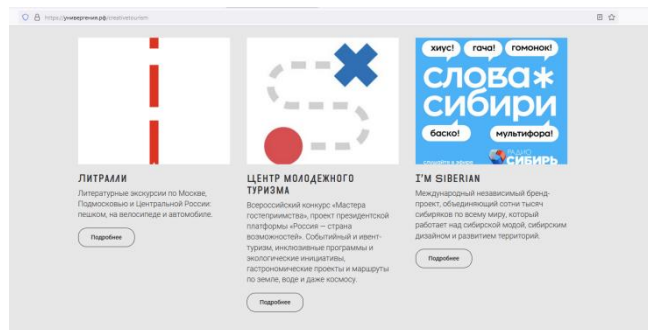 https://универгения.рф/creativetourism
хиус! гача! гомонок!
слова*
сибири
баско! мультифора!
слушайте в эфире
РАДИО
СИБИРЬ
ЛИТРАЛЛИ
Литературные экскурсии по Москве,
Подмосковью и Центральной России:
пешком, на велосипеде и автомобиле.
Подробнее
ЦЕНТР МОЛОДЕЖНОГО
ТУРИЗМА
Всероссийский конкурс «Мастера
гостеприимства», проект президентской
платформы «Россия — страна
возможностей». Событийный и ивент-
туризм, инклюзивные программы и
экологические инициативы,
гастрономические проекты и маршруты
по земле, воде и даже космосу.
Подробнее
I'M SIBERIAN
Международный независимый бренд-
проект, объединяющий сотни тысяч
сибиряков по всему миру, который
работает над сибирской модой, сибирским
дизайном и развитием территорий.
Подробнее